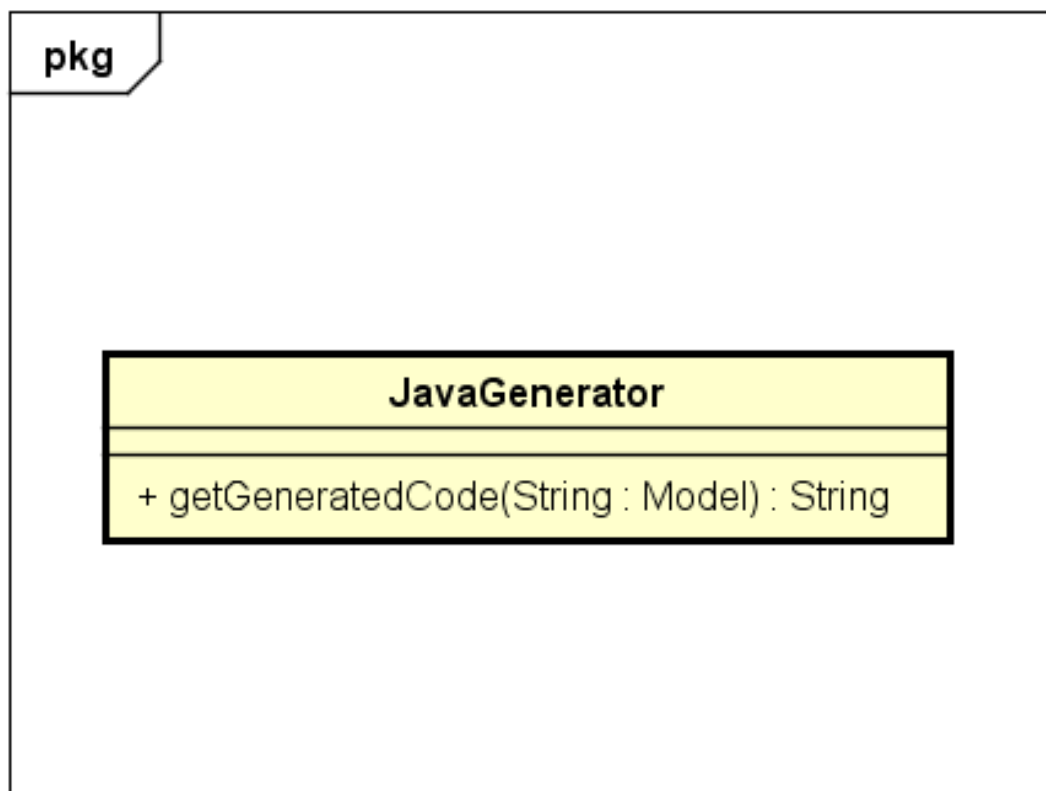 pkg
JavaGenerator
+ getGeneratedCode(String : Model) : String